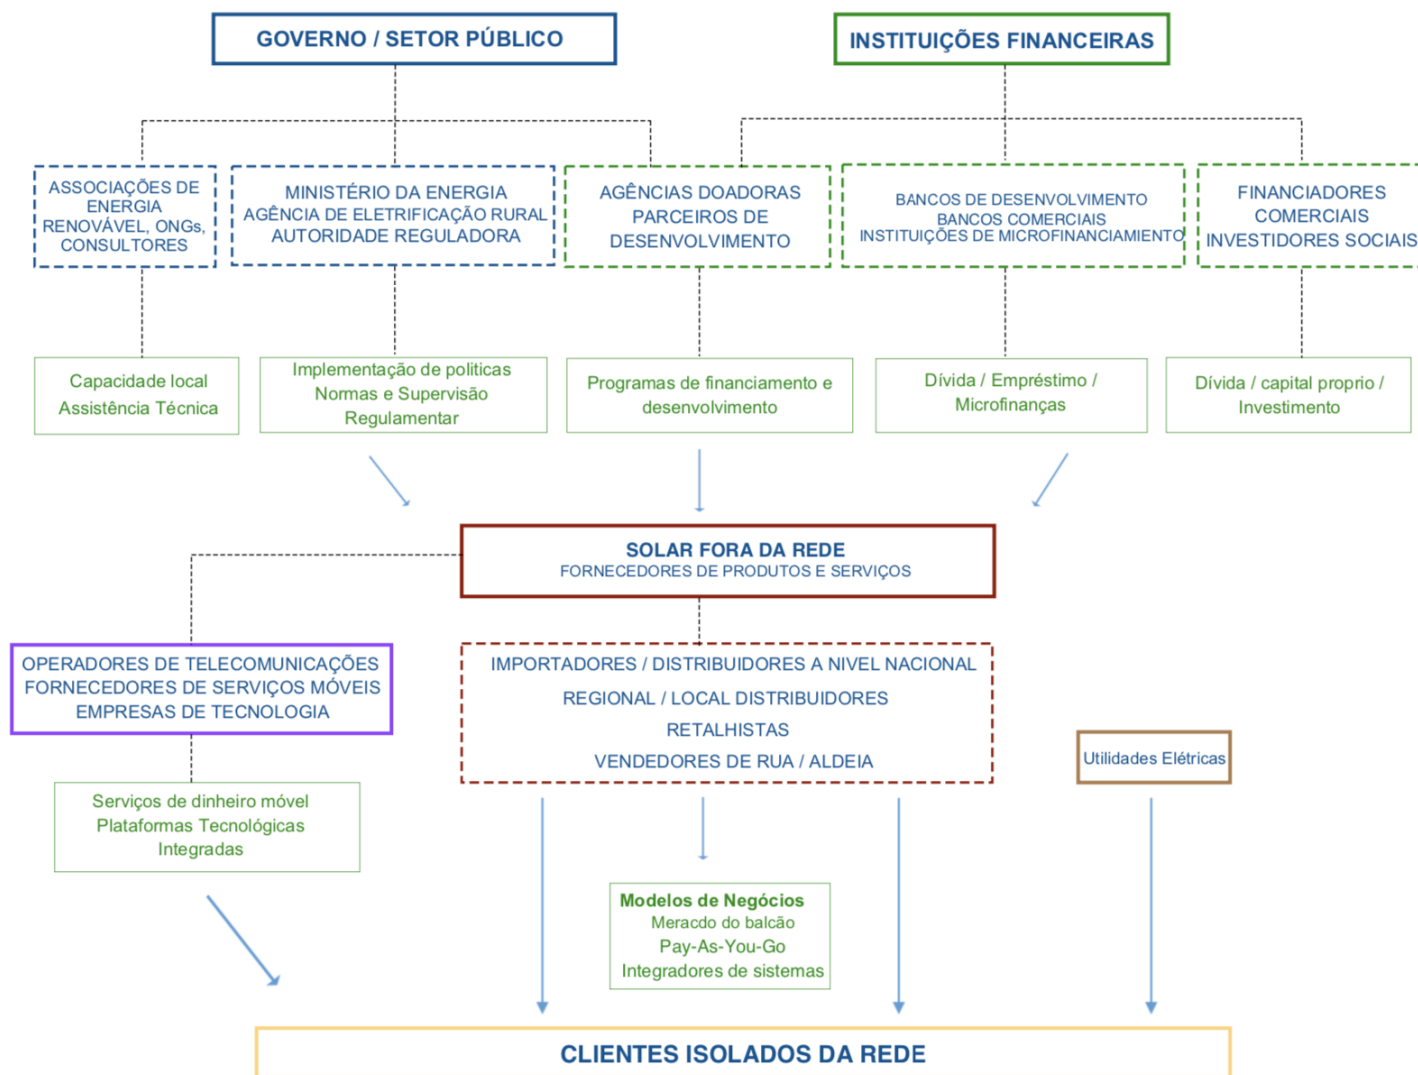 GOVERNO / SETOR PÚBLICO
INSTITUIÇÕES FINANCEIRAS
ASSOCIAÇÕES DE
ENERGIA
RENOVÁVEL, ONGs,
CONSULTORES
MINISTÉRIO DA ENERGIA
AGÊNCIA DE ELETRIFICAÇÃO RURAL
AUTORIDADE REGULADORA
AGÊNCIAS DOADORAS
PARCEIROS DE
DESENVOLVIMENTO
BANCOS DE DESENVOLVIMENTO
BANCOS COMERCIAIS
INSTITUIÇÕES DE MICROFINANCIAMIENTO
FINANCIADORES
COMERCIAIS
INVESTIDORES SOCIAIS
Capacidade local
Assistência Técnica
Implementação de politicas
Normas e Supervisão
Regulamentar
Programas de financiamento e
desenvolvimento
Dívida / Empréstimo /
Microfinanças
Dívida / capital proprio /
Investimento
SOLAR FORA DA REDE
FORNECEDORES DE PRODUTOS E SERVIÇOS
OPERADORES DE TELECOMUNICAÇÕES
FORNECEDORES DE SERVIÇOS MÓVEIS
EMPRESAS DE TECNOLOGIA
IMPORTADORES / DISTRIBUIDORES A NIVEL NACIONAL
REGIONAL / LOCAL DISTRIBUIDORES
RETALHISTAS
VENDEDORES DE RUA / ALDEIA
Utilidades Elétricas
Serviços de dinheiro móvel
Plataformas Tecnológicas
Integradas
Modelos de Negócios
Meracdo do balcão
Pay-As-You-Go
Integradores de sistemas
CLIENTES ISOLADOS DA REDE